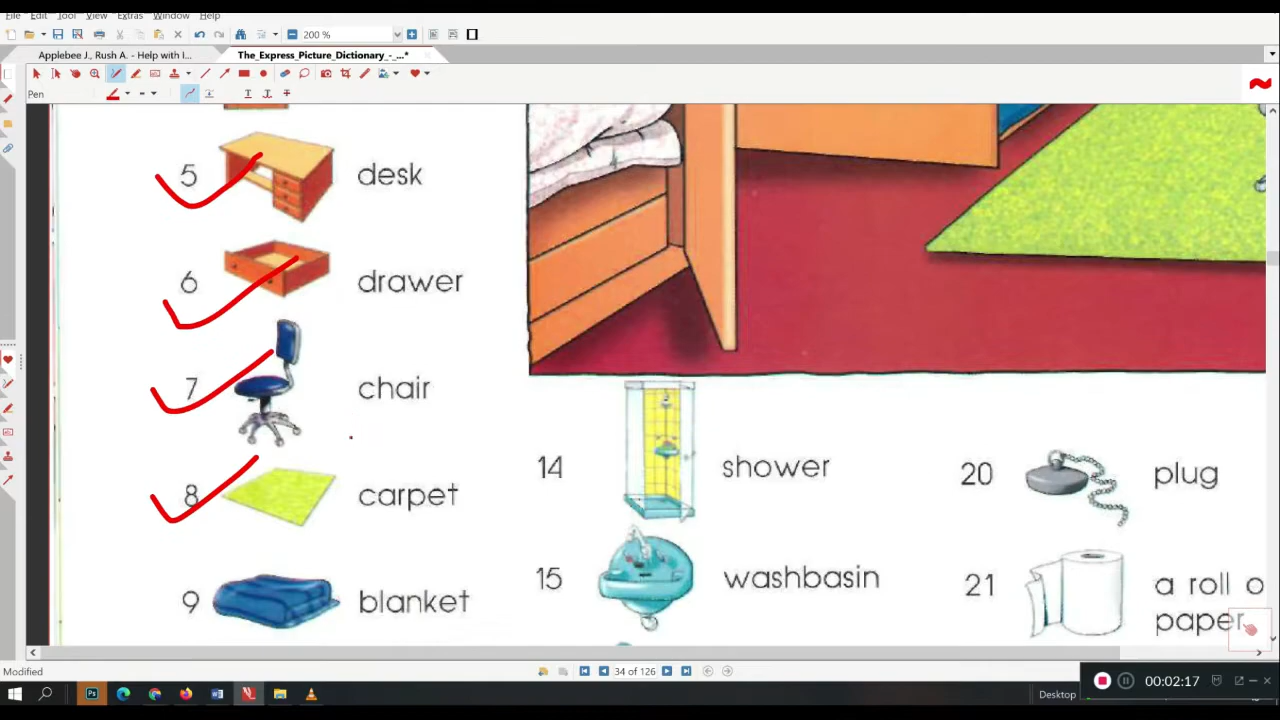 File Edit Tool View Extras Window Help
200 %
Applebee J., Rush A. - Help with I...
The_Express_Picture_Dictionary_-_...*
Pen
5 desk
6 drawer
7 chair
8 carpet
9 blanket
14 shower
15 washbasin
20 plug
21 a roll o
paper
Modified
34 of 126
Desktop
00:02:17